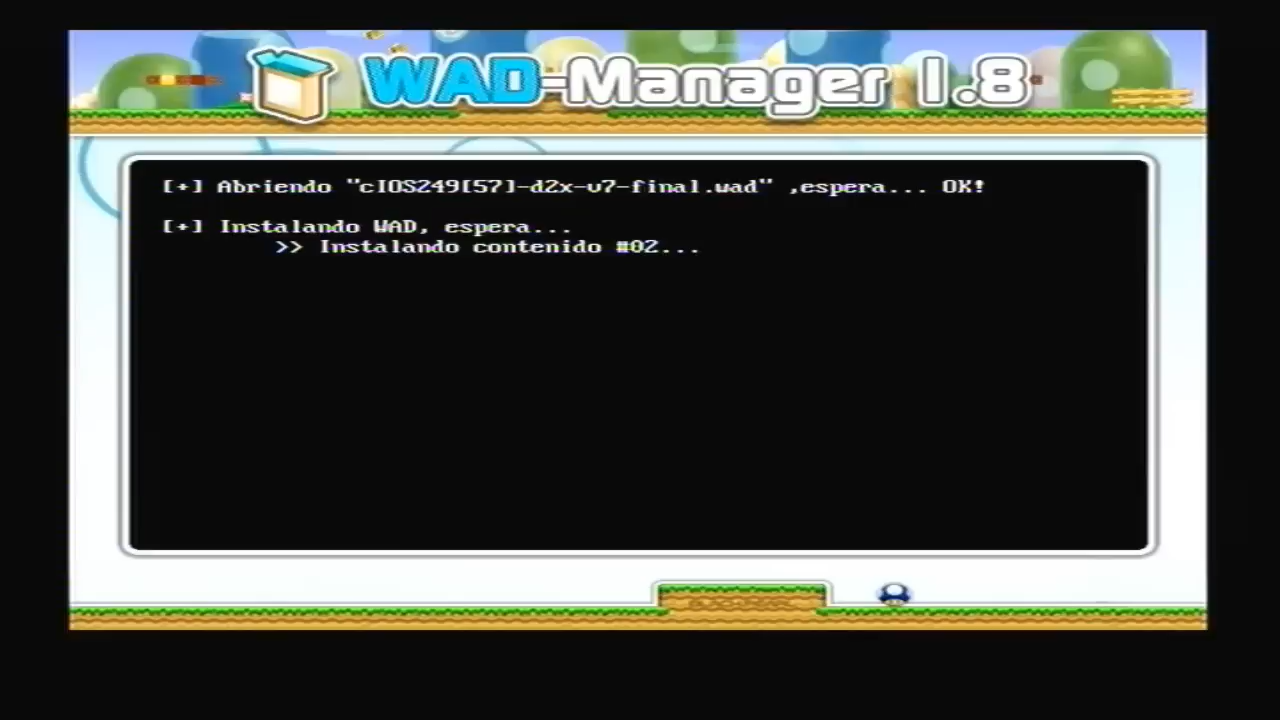 WAD-Manager 1.8
[+] Abriendo "cIOS249[57]-d2x-v7-final.wad" ,espera... OK!
[+] Instalando WAD, espera...
>> Instalando contenido #02...